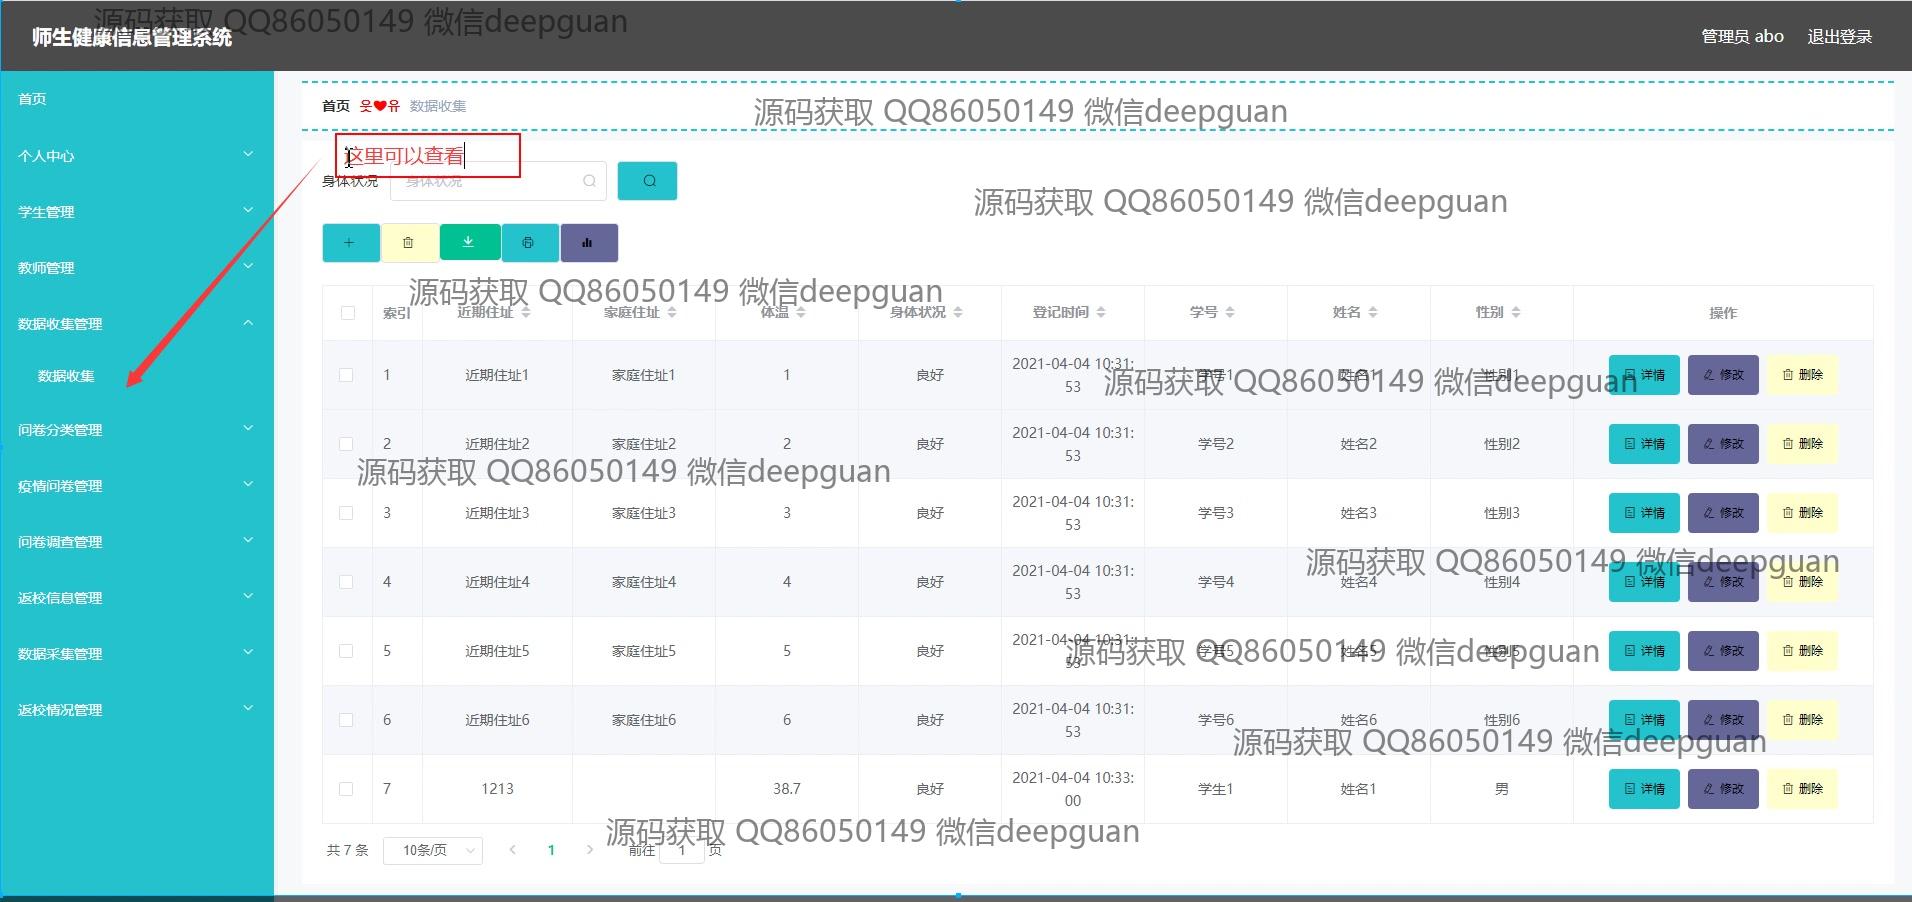 源码获取 QQ86050149 微信deepguan
师生健康信息管理系统
管理员 abo 退出登录
首页
个人中心
学生管理
教师管理
数据收集管理
数据收集
问卷分类管理
疫情问卷管理
问卷调查管理
返校信息管理
数据采集管理
返校情况管理
首页 웃❤유 数据收集
源码获取 QQ86050149 微信deepguan
这里可以查看
身体状况 身体状况
源码获取 QQ86050149 微信deepguan
源码获取 QQ86050149 微信deepguan
索引 近期住址 家庭住址 体温 身体状况 登记时间 学号 姓名 性别 操作
1 近期住址1 家庭住址1 1 良好 2021-04-04 10:31:53 学号1 姓名1 性别1 详情 修改 删除
源码获取 QQ86050149 微信deepguan
2 近期住址2 家庭住址2 2 良好 2021-04-04 10:31:53 学号2 姓名2 性别2 详情 修改 删除
源码获取 QQ86050149 微信deepguan
3 近期住址3 家庭住址3 3 良好 2021-04-04 10:31:53 学号3 姓名3 性别3 详情 修改 删除
源码获取 QQ86050149 微信deepguan
4 近期住址4 家庭住址4 4 良好 2021-04-04 10:31:53 学号4 姓名4 性别4 详情 修改 删除
5 近期住址5 家庭住址5 5 良好 2021-04-04 10:31:53 学号5 姓名5 性别5 详情 修改 删除
源码获取 QQ86050149 微信deepguan
6 近期住址6 家庭住址6 6 良好 2021-04-04 10:31:53 学号6 姓名6 性别6 详情 修改 删除
源码获取 QQ86050149 微信deepguan
7 1213 38.7 良好 2021-04-04 10:33:00 学生1 姓名1 男 详情 修改 删除
源码获取 QQ86050149 微信deepguan
共 7 条 10条/页 1 前往 1 页